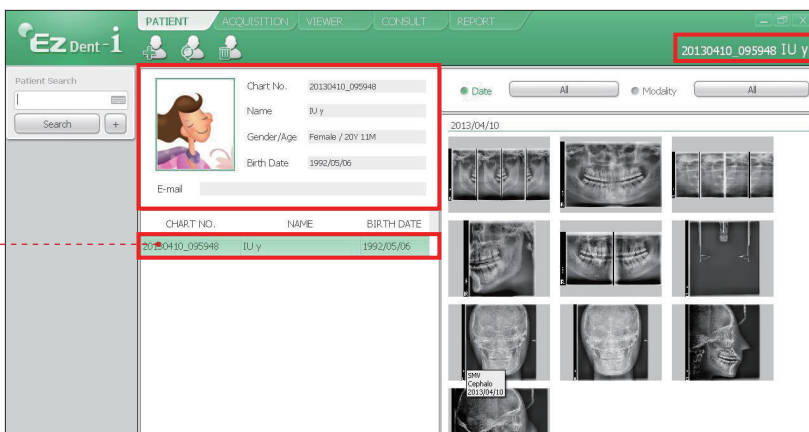 Ez Dent-i
PATIENT ACQUISITION VIEWER CONSULT REPORT
20130410_095948 IU y
Patient Search
Search +
Chart No. 20130410_095948
Name IU y
Gender/Age Female / 20Y 11M
Birth Date 1992/05/06
E-mail
CHART NO. NAME BIRTH DATE
20130410_095948 IU y 1992/05/06
Date All Modality All
2013/04/10
SMV
Cephalo
2013/04/10